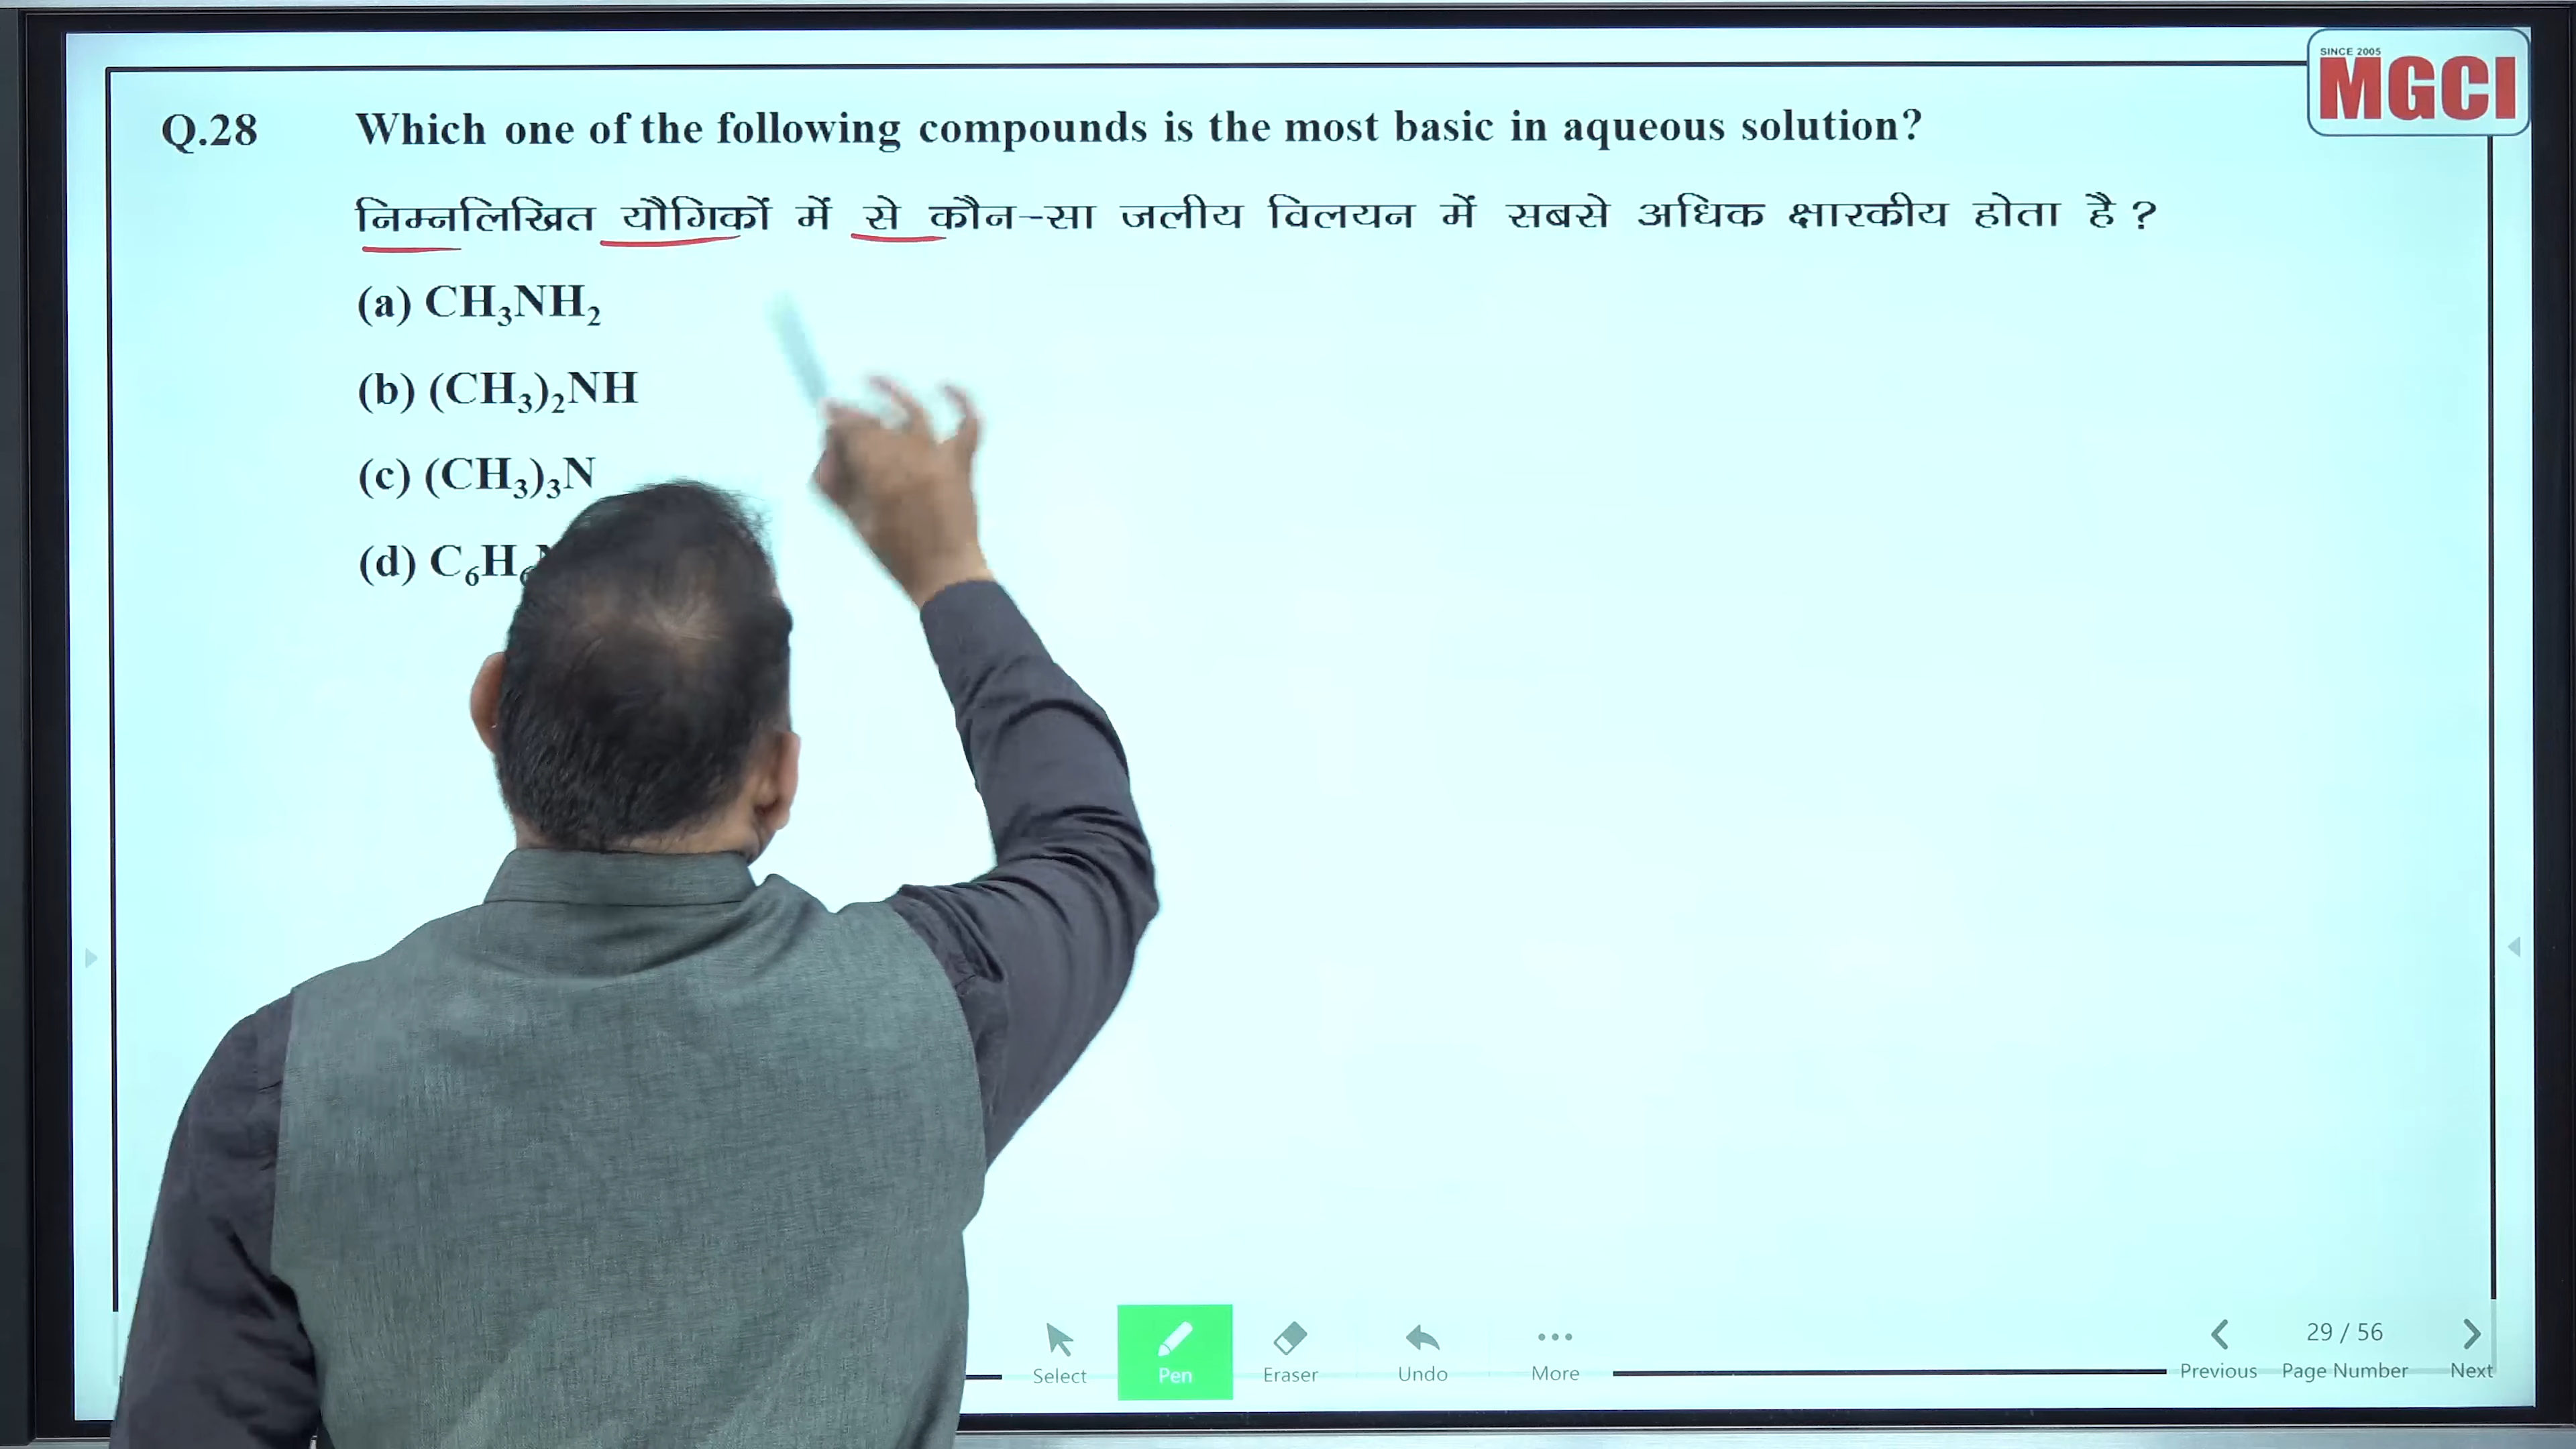 SINCE 2005
MGCI
Q.28 Which one of the following compounds is the most basic in aqueous solution?
निम्नलिखित यौगिकों में से कौन-सा जलीय विलयन में सबसे अधिक क्षारकीय होता है ?
(a) CH₃NH₂
(b) (CH₃)₂NH
(c) (CH₃)₃N
(d) C₆H
Select Pen Eraser Undo More
29 / 56
Previous Page Number Next